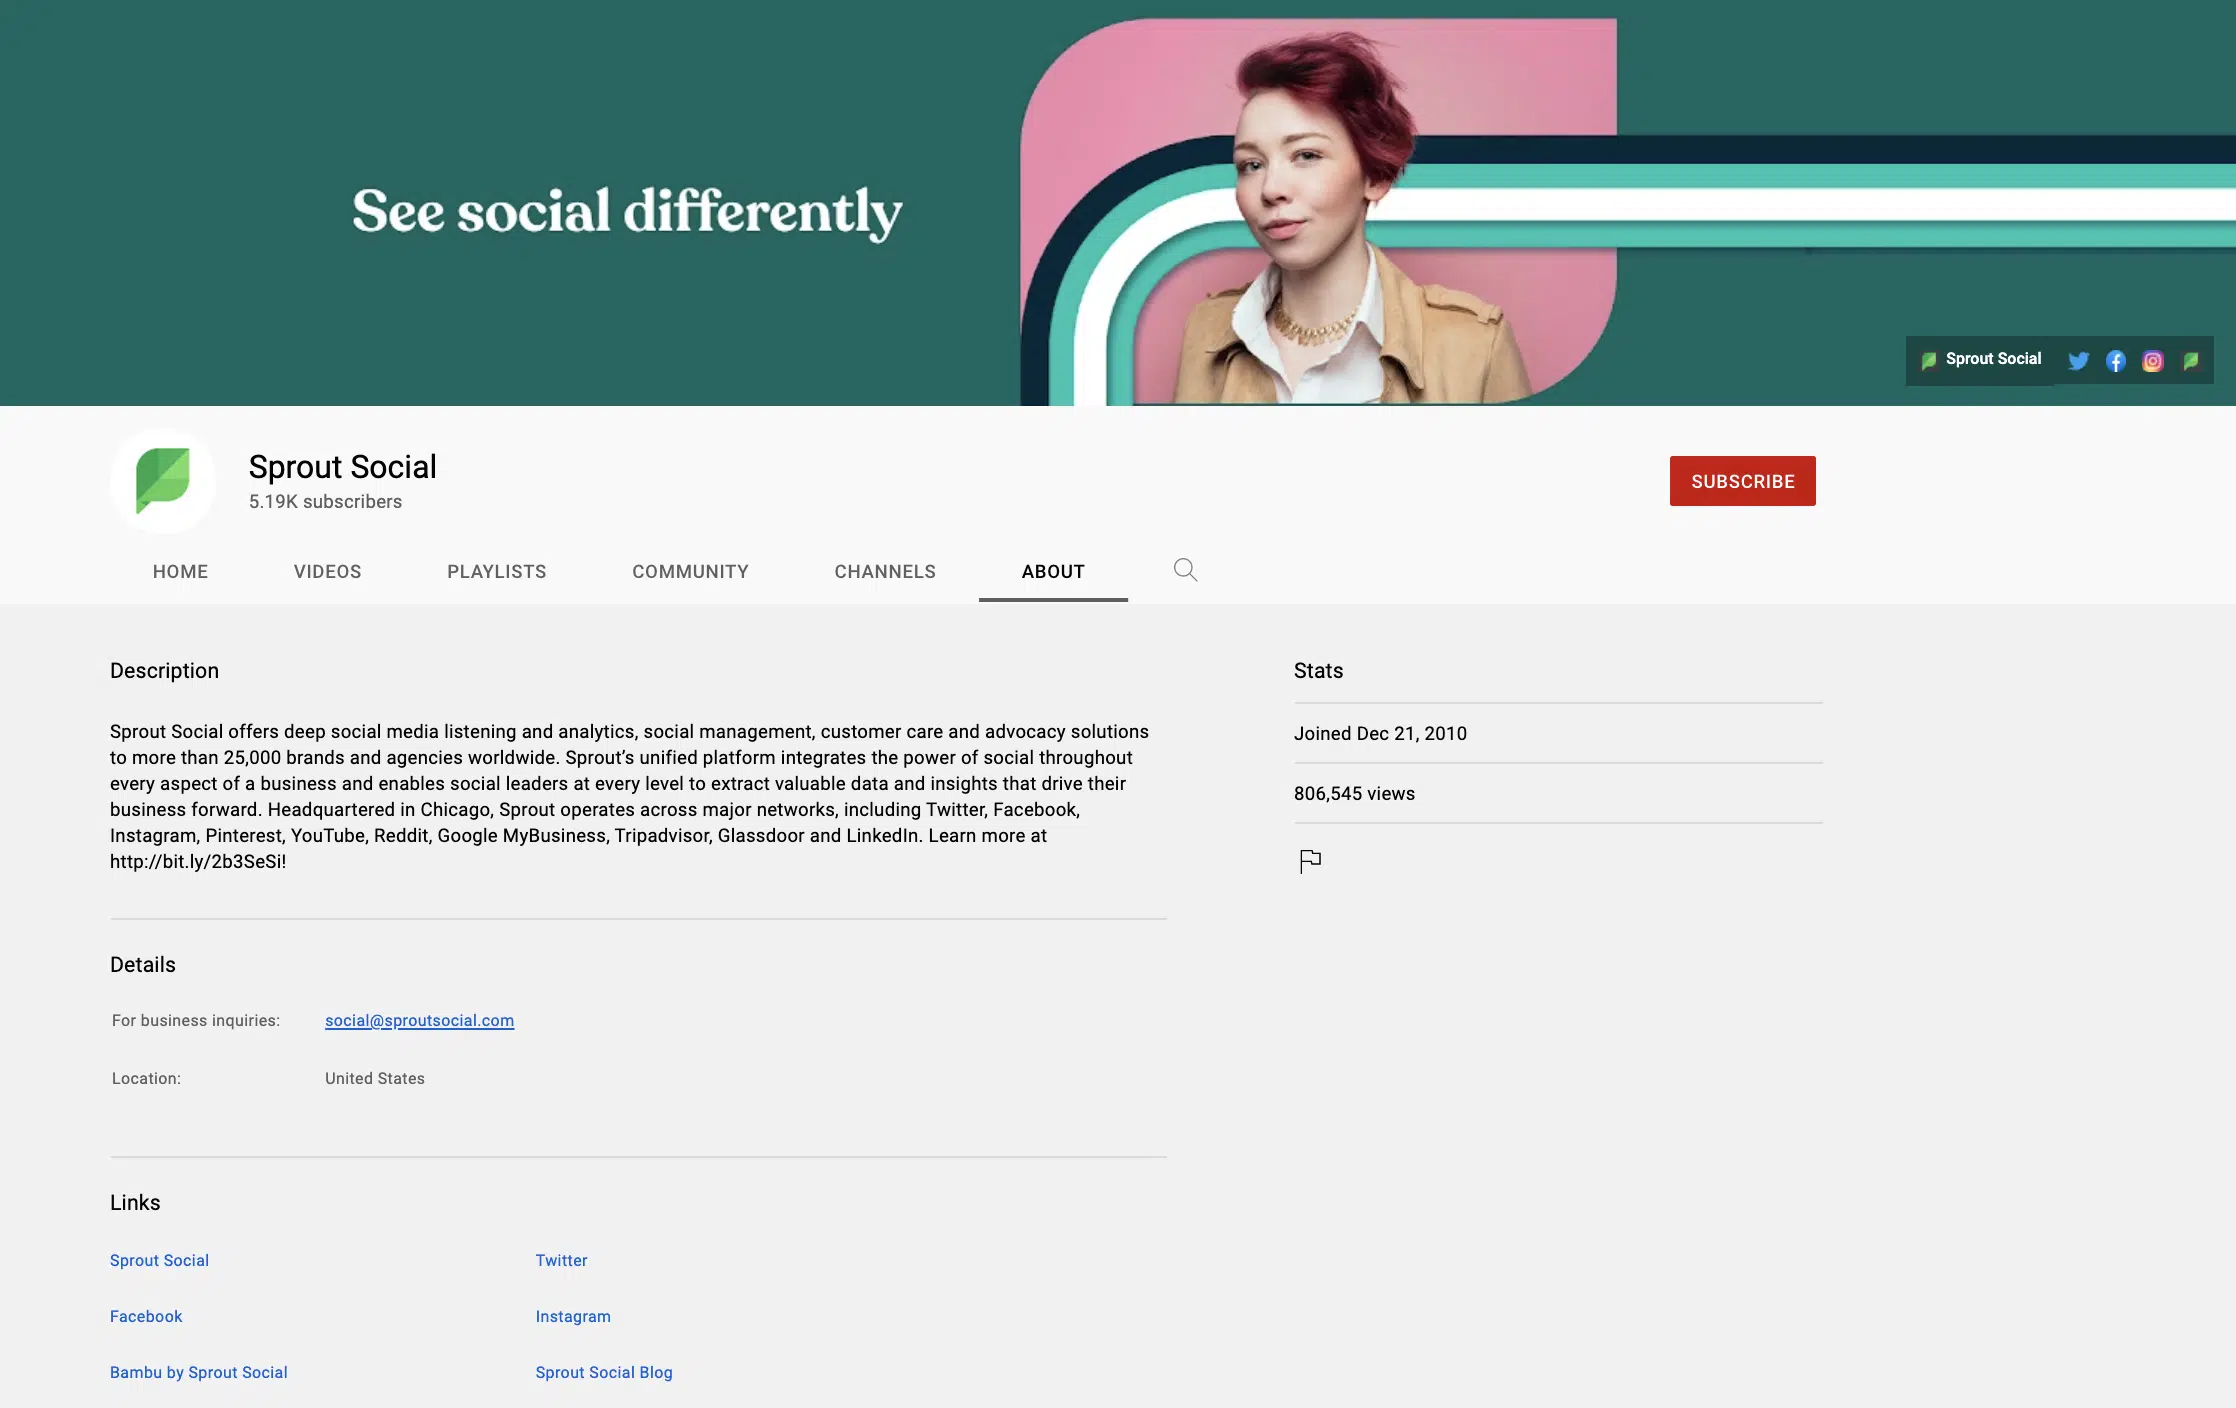 See social differently
Sprout Social
Sprout Social
5.19K subscribers
SUBSCRIBE
HOME VIDEOS PLAYLISTS COMMUNITY CHANNELS ABOUT
Description
Sprout Social offers deep social media listening and analytics, social management, customer care and advocacy solutions
to more than 25,000 brands and agencies worldwide. Sprout’s unified platform integrates the power of social throughout
every aspect of a business and enables social leaders at every level to extract valuable data and insights that drive their
business forward. Headquartered in Chicago, Sprout operates across major networks, including Twitter, Facebook,
Instagram, Pinterest, YouTube, Reddit, Google MyBusiness, Tripadvisor, Glassdoor and LinkedIn. Learn more at
http://bit.ly/2b3SeSi!
Details
For business inquiries: social@sproutsocial.com
Location: United States
Links
Sprout Social Twitter
Facebook Instagram
Bambu by Sprout Social Sprout Social Blog
Stats
Joined Dec 21, 2010
806,545 views